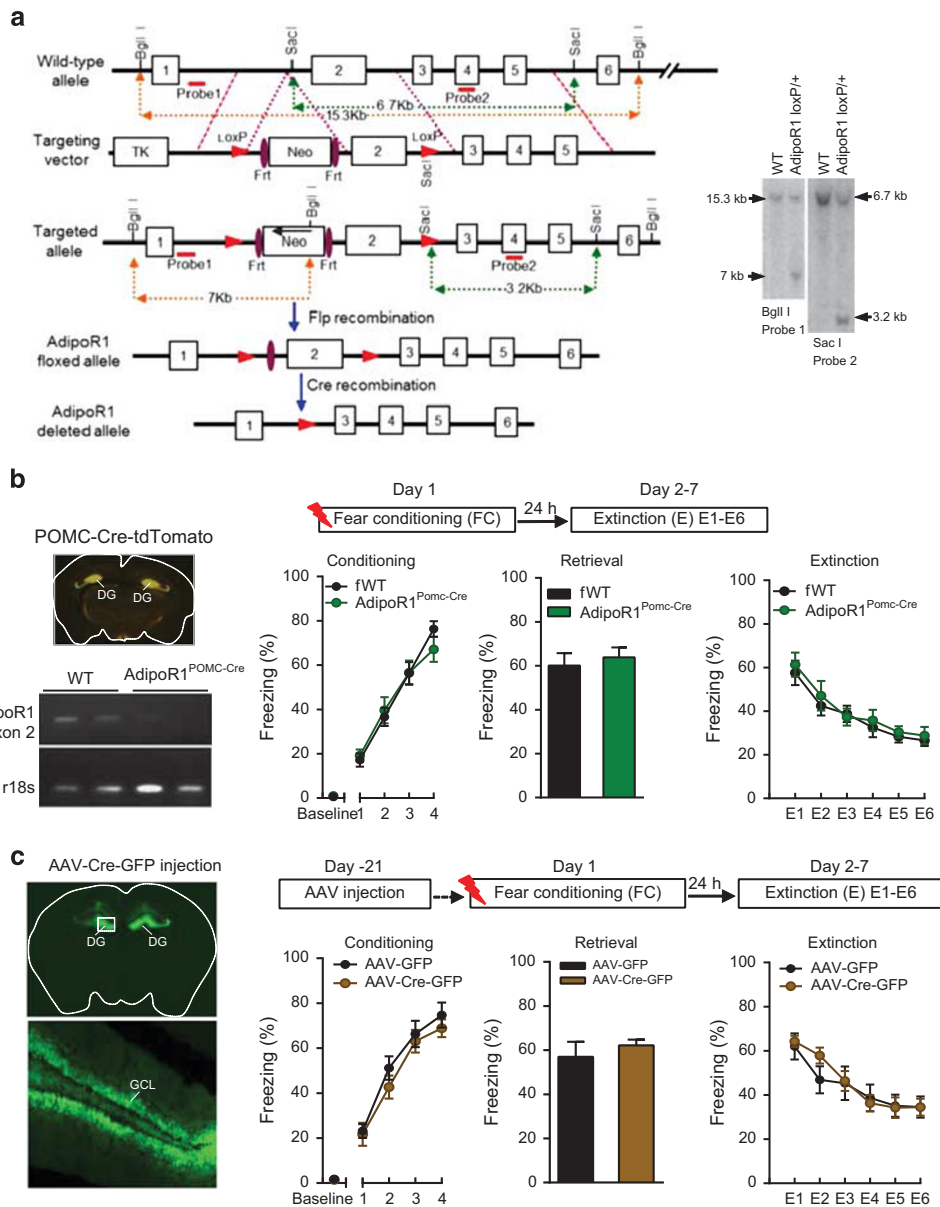 a
Wild-type allele
Bgl I
1
SacI
2
3
4
5
SacI
6
Bgl I
Probe1
Probe2
6 7Kb
15 3Kb
Targeting vector
TK
LoxP
Neo
2
LoxP
3
4
5
Frt
Frt
Targeted allele
Bgl I
1
Bgl I
Neo
2
SacI
SacI
3
4
5
SacI
6
Bgl I
Probe1
Frt
Frt
Probe2
7Kb
3 2Kb
Flp recombination
AdipoR1 floxed allele
1
2
3
4
5
6
Cre recombination
AdipoR1 deleted allele
1
3
4
5
6
WT
AdipoR1 loxP/+
WT
AdipoR1 loxP/+
15.3 kb
6.7 kb
7 kb
3.2 kb
Bgll I
Probe 1
Sac I
Probe 2
b
POMC-Cre-tdTomato
DG
DG
WT
AdipoR1POMC-Cre
poR1
xon 2
r18s
Day 1
Day 2-7
Fear conditioning (FC)
24 h
Extinction (E) E1-E6
Conditioning
fWT
AdipoR1Pomc-Cre
Freezing (%)
100
80
60
40
20
0
Baseline
1
2
3
4
Retrieval
fWT
AdipoR1Pomc-Cre
Freezing (%)
100
80
60
40
20
0
Extinction
fWT
AdipoR1Pomc-Cre
Freezing (%)
100
80
60
40
20
0
E1 E2 E3 E4 E5 E6
c
AAV-Cre-GFP injection
DG
DG
GCL
Day -21
Day 1
Day 2-7
AAV injection
Fear conditioning (FC)
24 h
Extinction (E) E1-E6
Conditioning
AAV-GFP
AAV-Cre-GFP
Freezing (%)
100
80
60
40
20
0
Baseline
1
2
3
4
Retrieval
AAV-GFP
AAV-Cre-GFP
Freezing (%)
100
80
60
40
20
0
Extinction
AAV-GFP
AAV-Cre-GFP
Freezing (%)
100
80
60
40
20
0
E1 E2 E3 E4 E5 E6